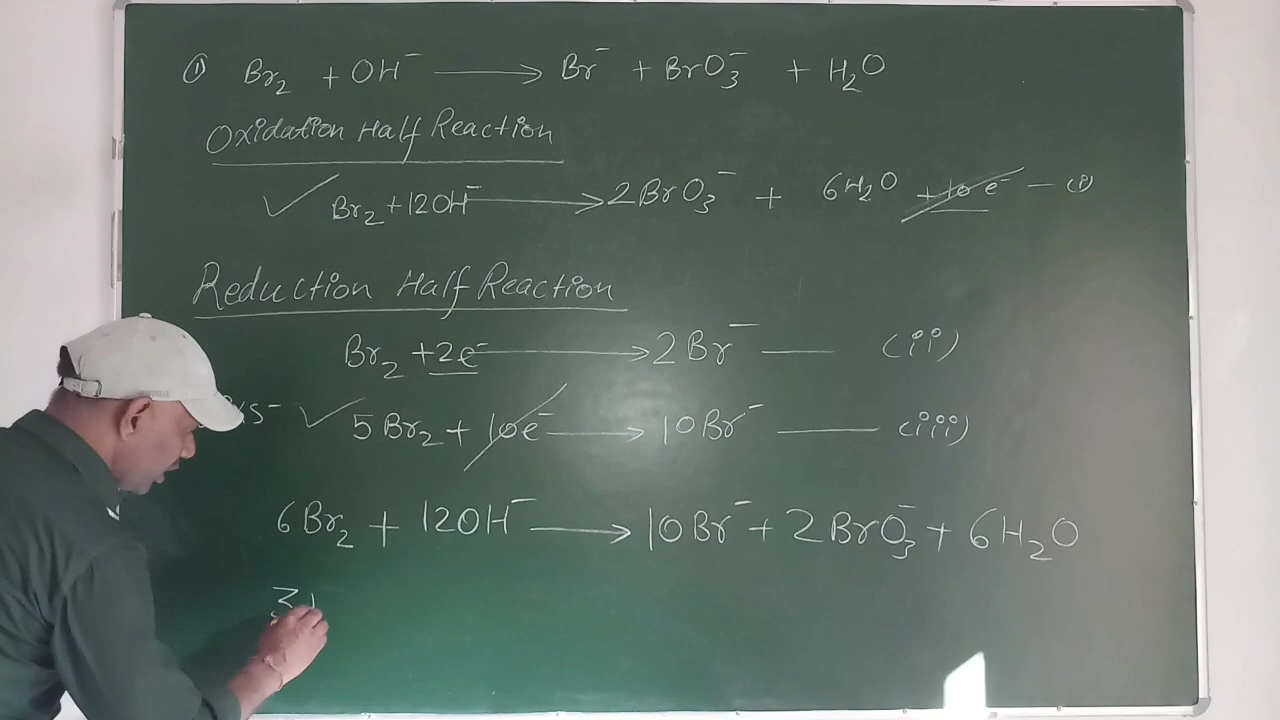 ① Br₂ + OH⁻ ⟶ Br⁻ + BrO₃⁻ + H₂O
Oxidation Half Reaction
✓ Br₂ + 12OH⁻ ⟶ 2BrO₃⁻ + 6H₂O + 10e⁻ — (i)
Reduction Half Reaction
Br₂ + 2e⁻ ⟶ 2Br⁻ — (ii)
✓ 5Br₂ + 10e⁻ ⟶ 10Br⁻ — (iii)
6Br₂ + 12OH⁻ ⟶ 10Br⁻ + 2BrO₃⁻ + 6H₂O
3